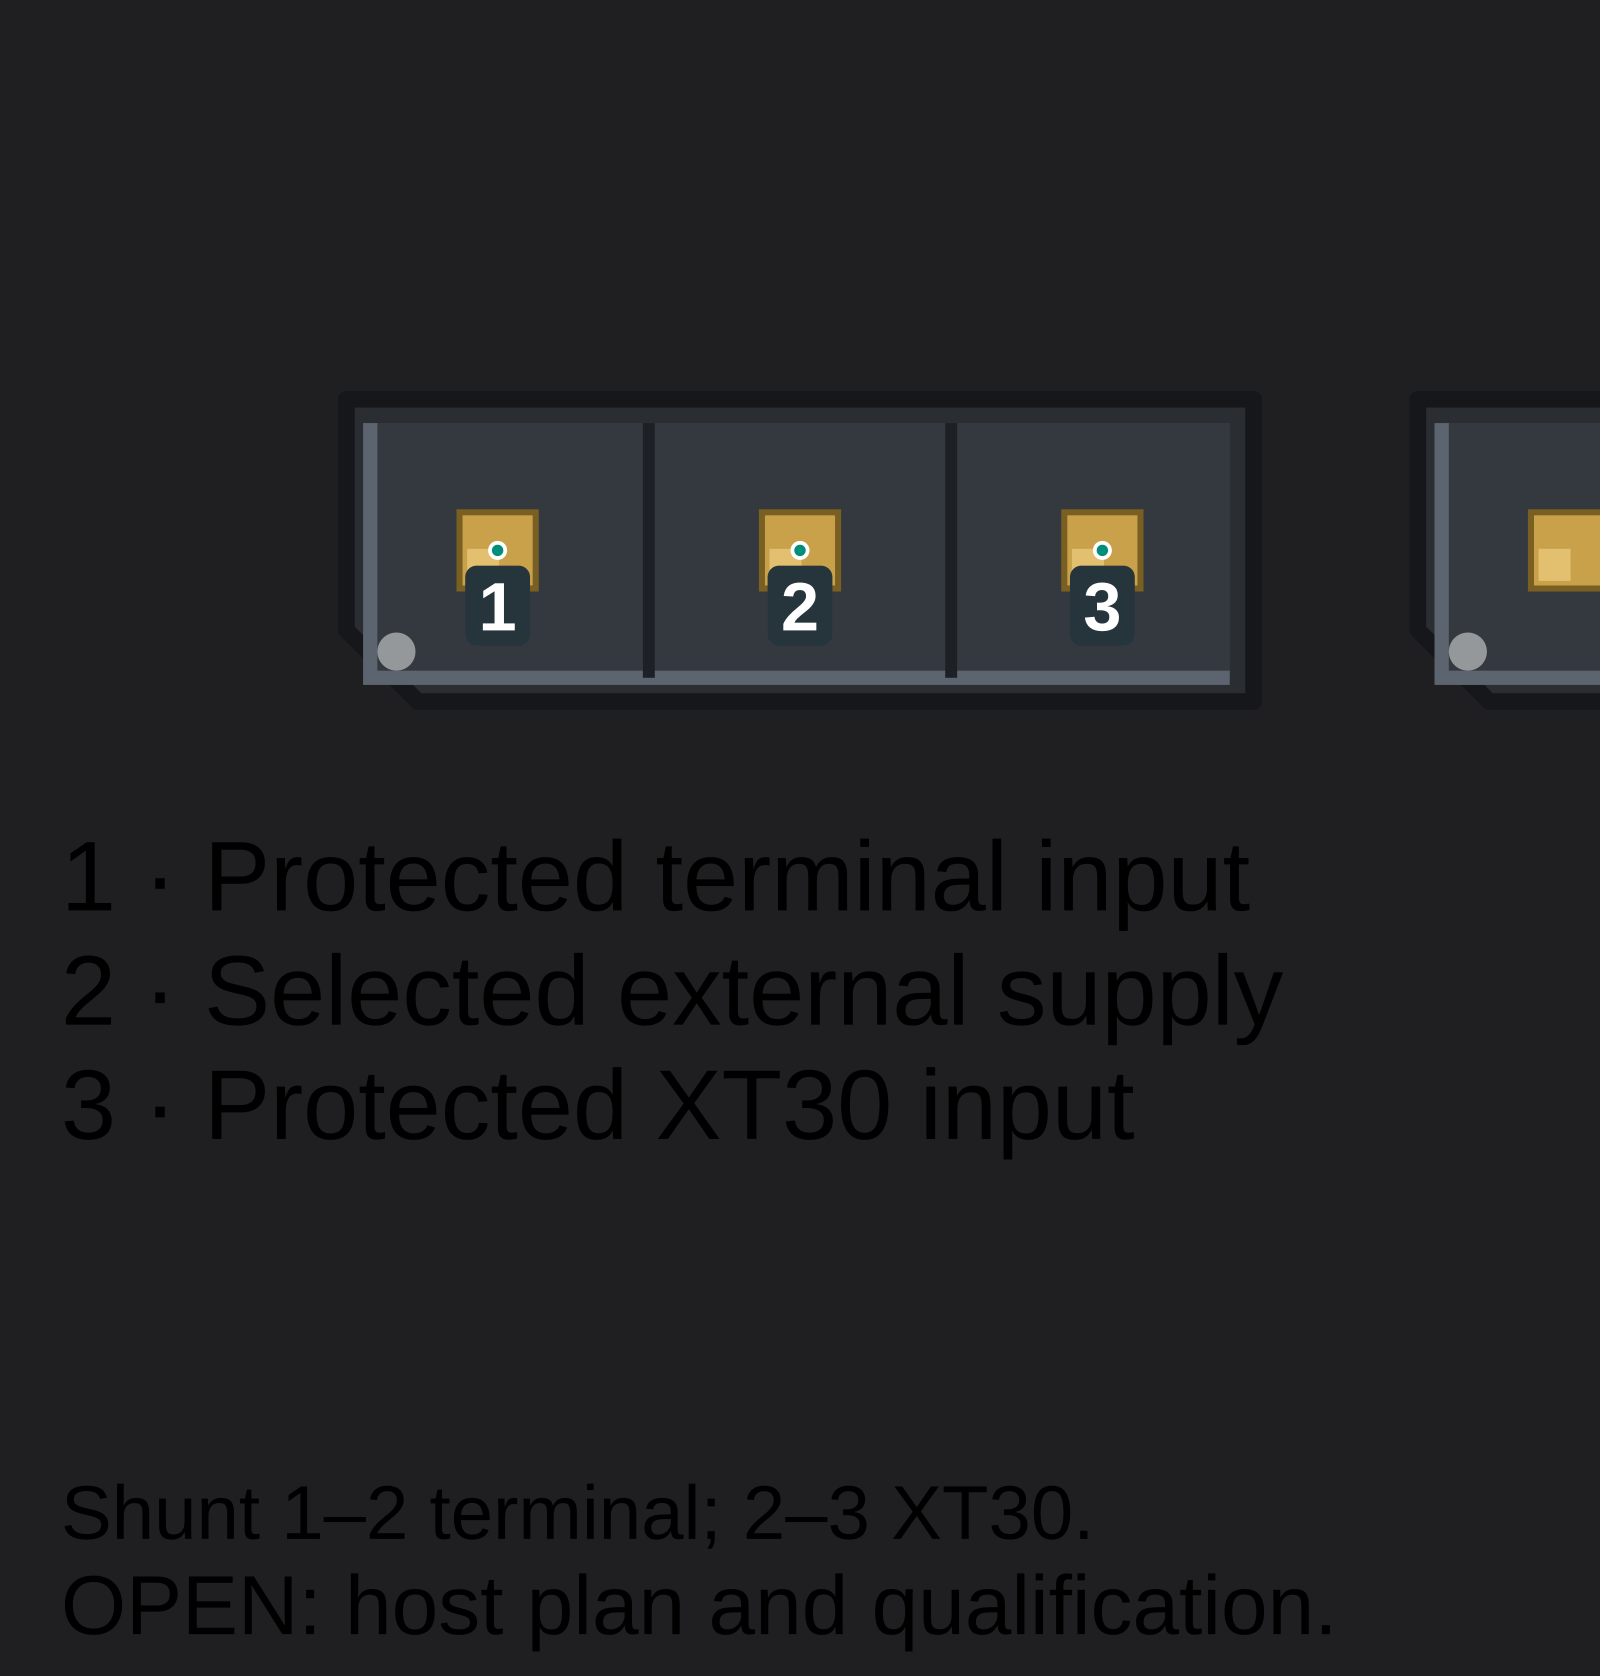 1 2 3
1 · Protected terminal input
2 · Selected external supply
3 · Protected XT30 input
Shunt 1–2 terminal; 2–3 XT30.
OPEN: host plan and qualification.